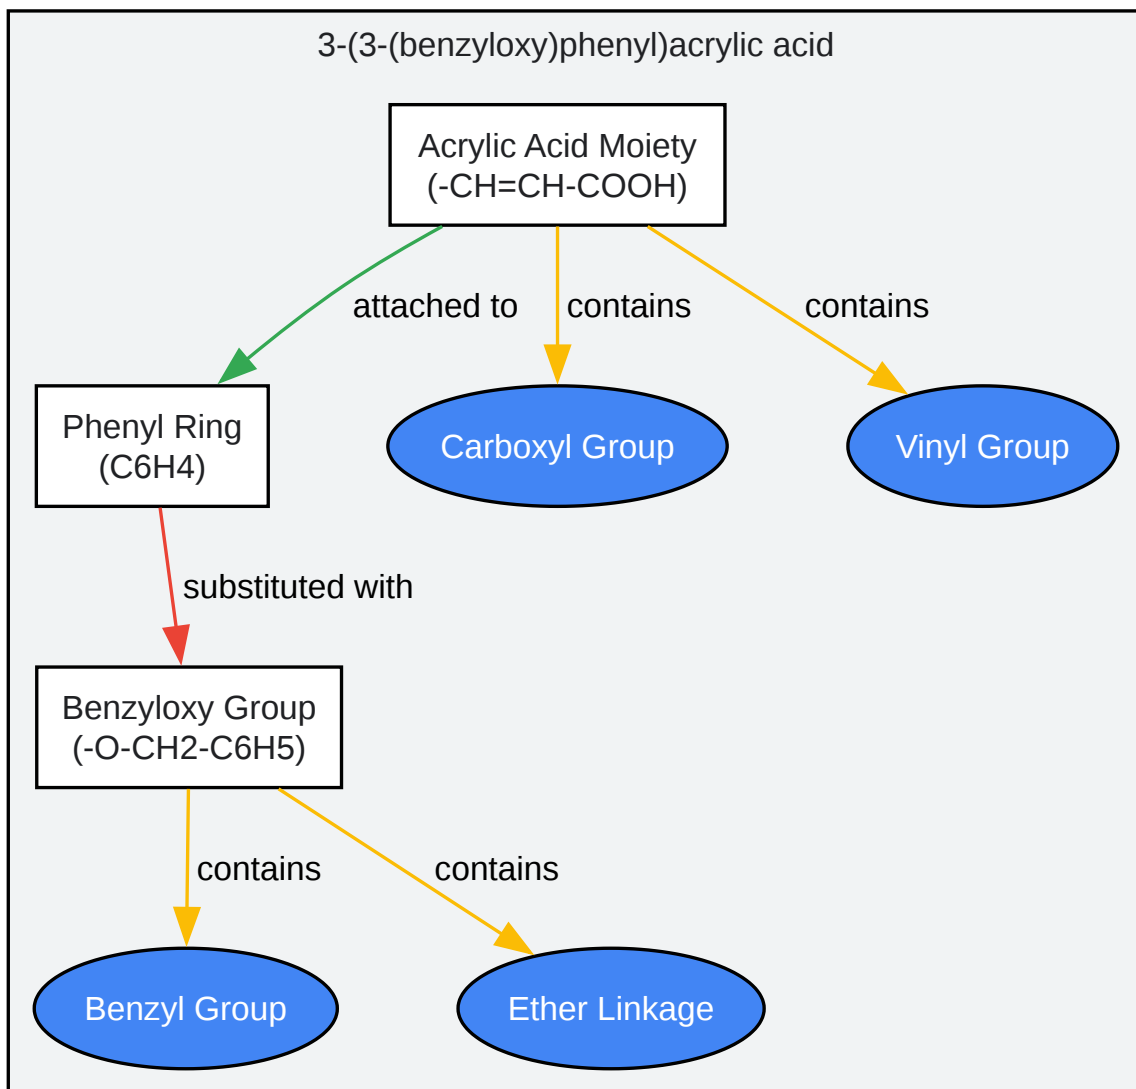 3-(3-(benzyloxy)phenyl)acrylic acid
Acrylic Acid Moiety
(-CH=CH-COOH)
attached to
contains
contains
Phenyl Ring
(C6H4)
Carboxyl Group
Vinyl Group
substituted with
Benzyloxy Group
(-O-CH2-C6H5)
contains
contains
Benzyl Group
Ether Linkage